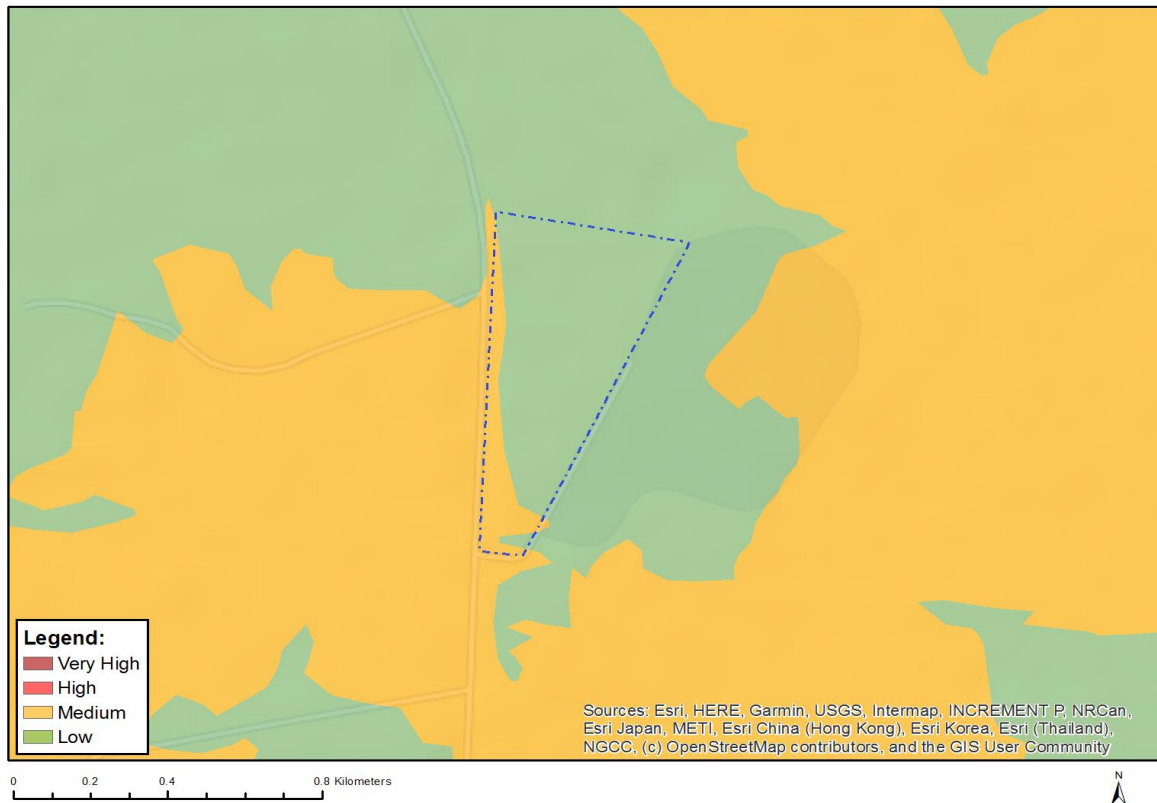 Legend:
Very High
High
Medium
Low
Sources: Esri, HERE, Garmin, USGS, Intermap, INCREMENT P, NRCan,
Esri Japan, METI, Esri China (Hong Kong), Esri Korea, Esri (Thailand),
NGCC, (c) OpenStreetMap contributors, and the GIS User Community
0 0.2 0.4 0.8 Kilometers
N